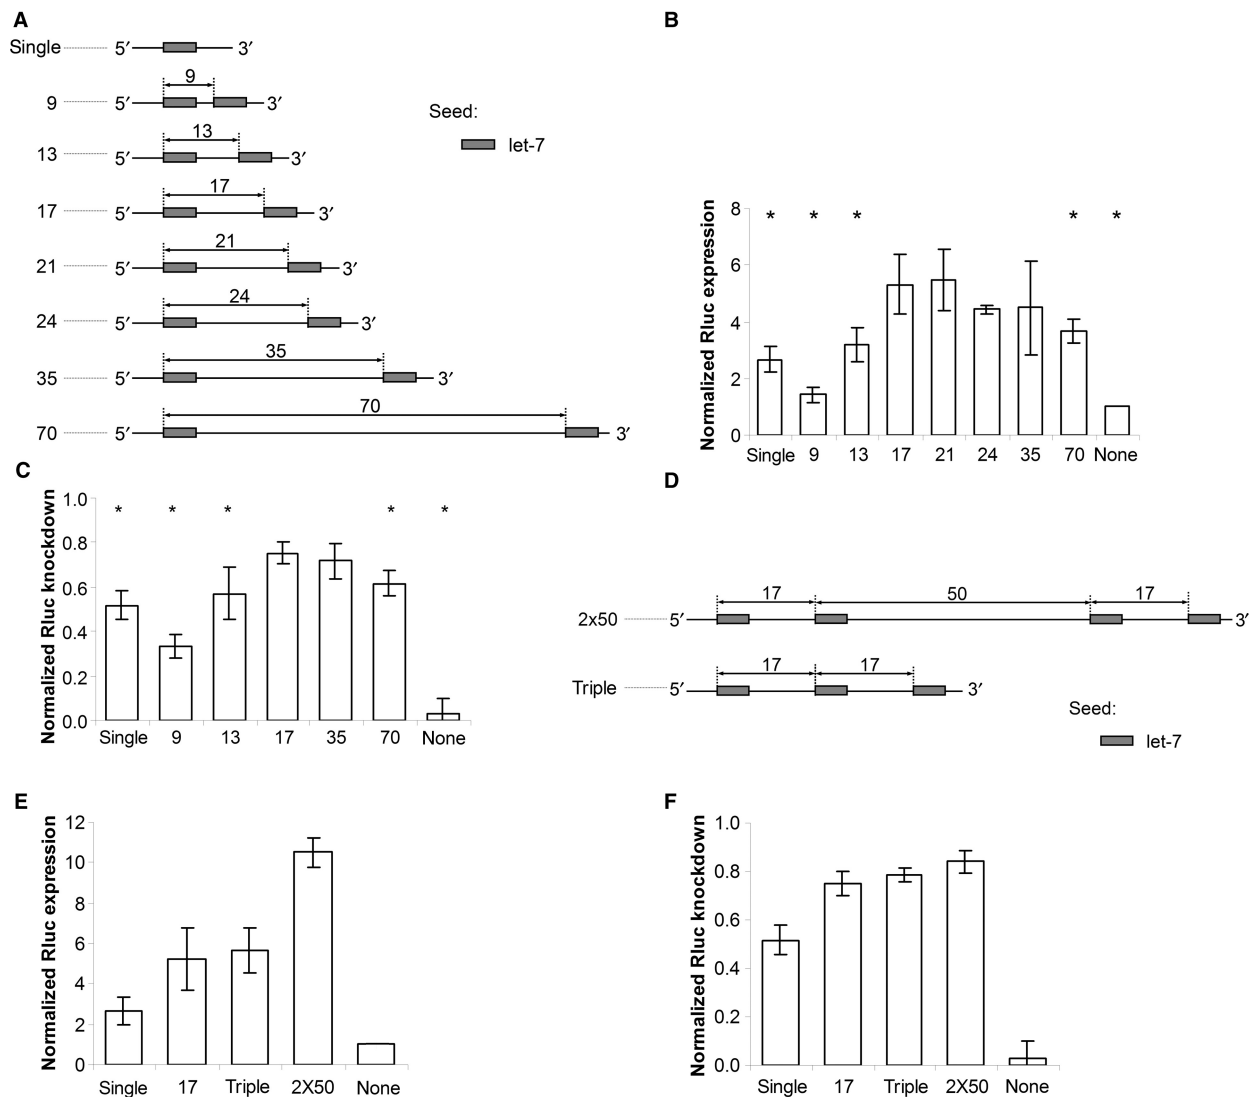 A
Single 5′ 3′
9
9 5′ 3′
13
13 5′ 3′
17
17 5′ 3′
21
21 5′ 3′
24
24 5′ 3′
35
35 5′ 3′
70
70 5′ 3′
Seed:
let-7
B
Normalized Rluc expression
8
6
4
2
0
* * * * *
Single 9 13 17 21 24 35 70 None
C
Normalized Rluc knockdown
1.0
0.8
0.6
0.4
0.2
0.0
* * * * *
Single 9 13 17 35 70 None
D
17 50 17
2x50 5′ 3′
17 17
Triple 5′ 3′
Seed:
let-7
E
Normalized Rluc expression
12
10
8
6
4
2
0
Single 17 Triple 2X50 None
F
Normalized Rluc knockdown
1.0
0.8
0.6
0.4
0.2
0.0
Single 17 Triple 2X50 None